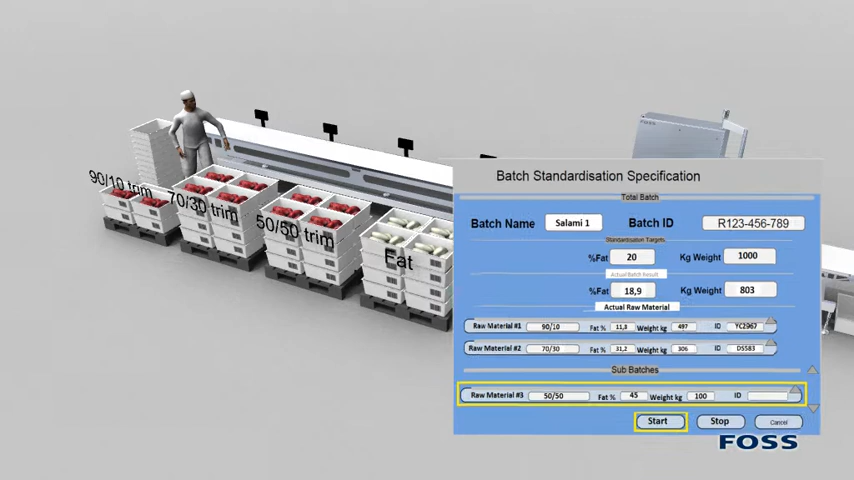 90/10 trim
70/30 trim
50/50 trim
Fat
FOSS
Batch Standardisation Specification
Total Batch
Batch Name Salami 1 Batch ID R123-456-789
Standardisation Targets
%Fat 20 Kg Weight 1000
Actual Batch Result
%Fat 18,9 Kg Weight 803
Actual Raw Material
Raw Material #1 90/10 Fat % 11,3 Weight kg 497 ID YC2967
Raw Material #2 70/30 Fat % 31,2 Weight kg 306 ID DS583
Sub Batches
Raw Material #3 50/50 Fat % 45 Weight kg 100 ID
Start Stop Cancel
FOSS